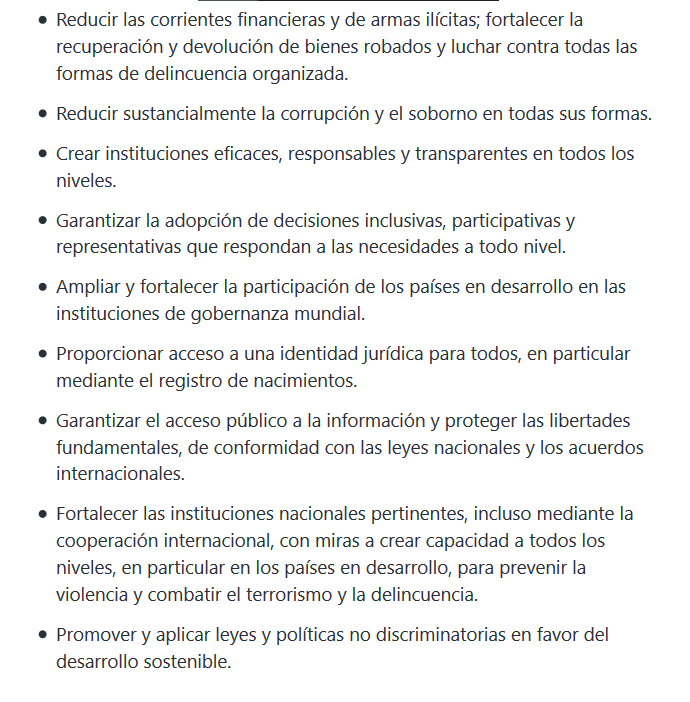 • Reducir las corrientes financieras y de armas ilícitas; fortalecer la
recuperación y devolución de bienes robados y luchar contra todas las
formas de delincuencia organizada.
• Reducir sustancialmente la corrupción y el soborno en todas sus formas.
• Crear instituciones eficaces, responsables y transparentes en todos los
niveles.
• Garantizar la adopción de decisiones inclusivas, participativas y
representativas que respondan a las necesidades a todo nivel.
• Ampliar y fortalecer la participación de los países en desarrollo en las
instituciones de gobernanza mundial.
• Proporcionar acceso a una identidad jurídica para todos, en particular
mediante el registro de nacimientos.
• Garantizar el acceso público a la información y proteger las libertades
fundamentales, de conformidad con las leyes nacionales y los acuerdos
internacionales.
• Fortalecer las instituciones nacionales pertinentes, incluso mediante la
cooperación internacional, con miras a crear capacidad a todos los
niveles, en particular en los países en desarrollo, para prevenir la
violencia y combatir el terrorismo y la delincuencia.
• Promover y aplicar leyes y políticas no discriminatorias en favor del
desarrollo sostenible.